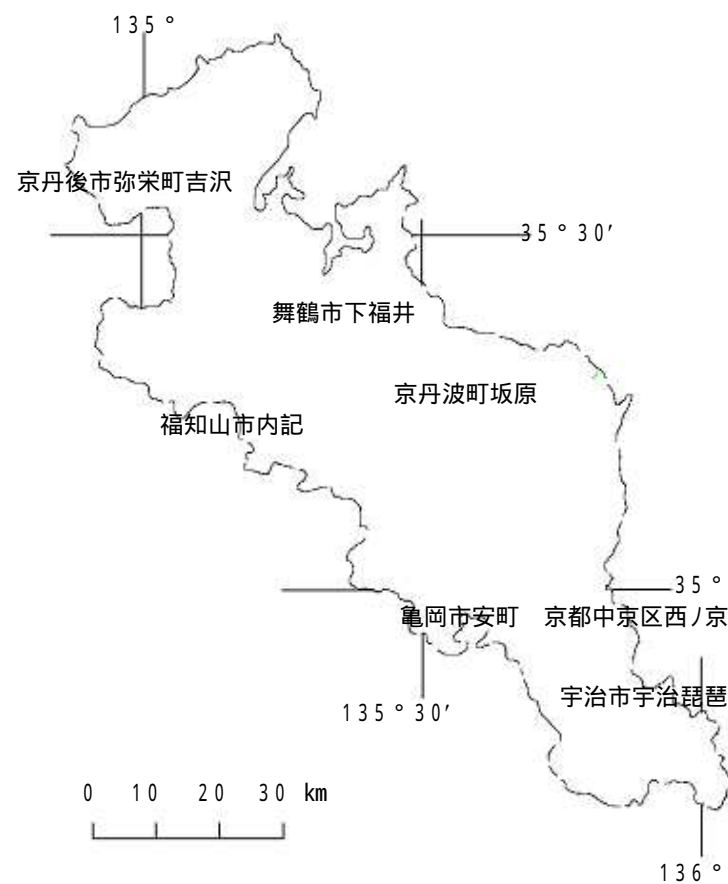 135°
京丹後市弥栄町吉沢
35°30′
舞鶴市下福井
京丹波町坂原
福知山市内記
35°
亀岡市安町 京都中京区西ノ京
宇治市宇治琵琶
135°30′
0 10 20 30 km
136°